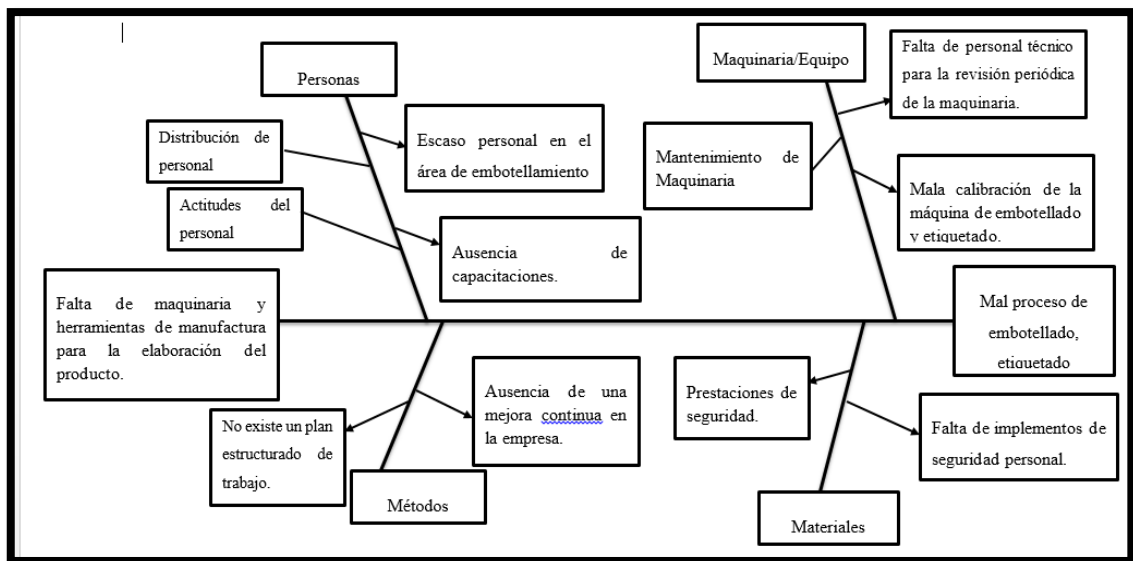 Personas
Maquinaria/Equipo
Falta de personal técnico
para la revisión periódica
de la maquinaria.
Distribución de
personal
Escaso personal en el
área de embotellamiento
Mantenimiento de
Maquinaria
Mala calibración de la
máquina de embotellado
y etiquetado.
Actitudes del
personal
Ausencia de
capacitaciones.
Falta de maquinaria y
herramientas de manufactura
para la elaboración del
producto.
Mal proceso de
embotellado,
etiquetado
Ausencia de una
mejora continua en
la empresa.
Prestaciones de
seguridad.
No existe un plan
estructurado de
trabajo.
Falta de implementos de
seguridad personal.
Métodos
Materiales